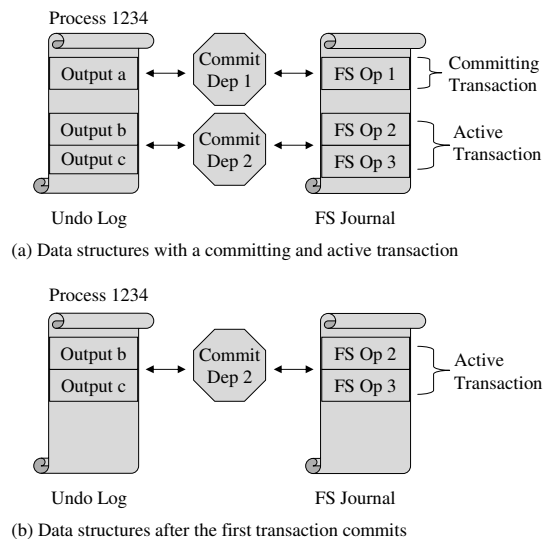 Process 1234
Output a
Commit
Dep 1
FS Op 1
Committing
Transaction
Output b
Output c
Commit
Dep 2
FS Op 2
FS Op 3
Active
Transaction
Undo Log
FS Journal
(a) Data structures with a committing and active transaction
Process 1234
Output b
Output c
Commit
Dep 2
FS Op 2
FS Op 3
Active
Transaction
Undo Log
FS Journal
(b) Data structures after the first transaction commits